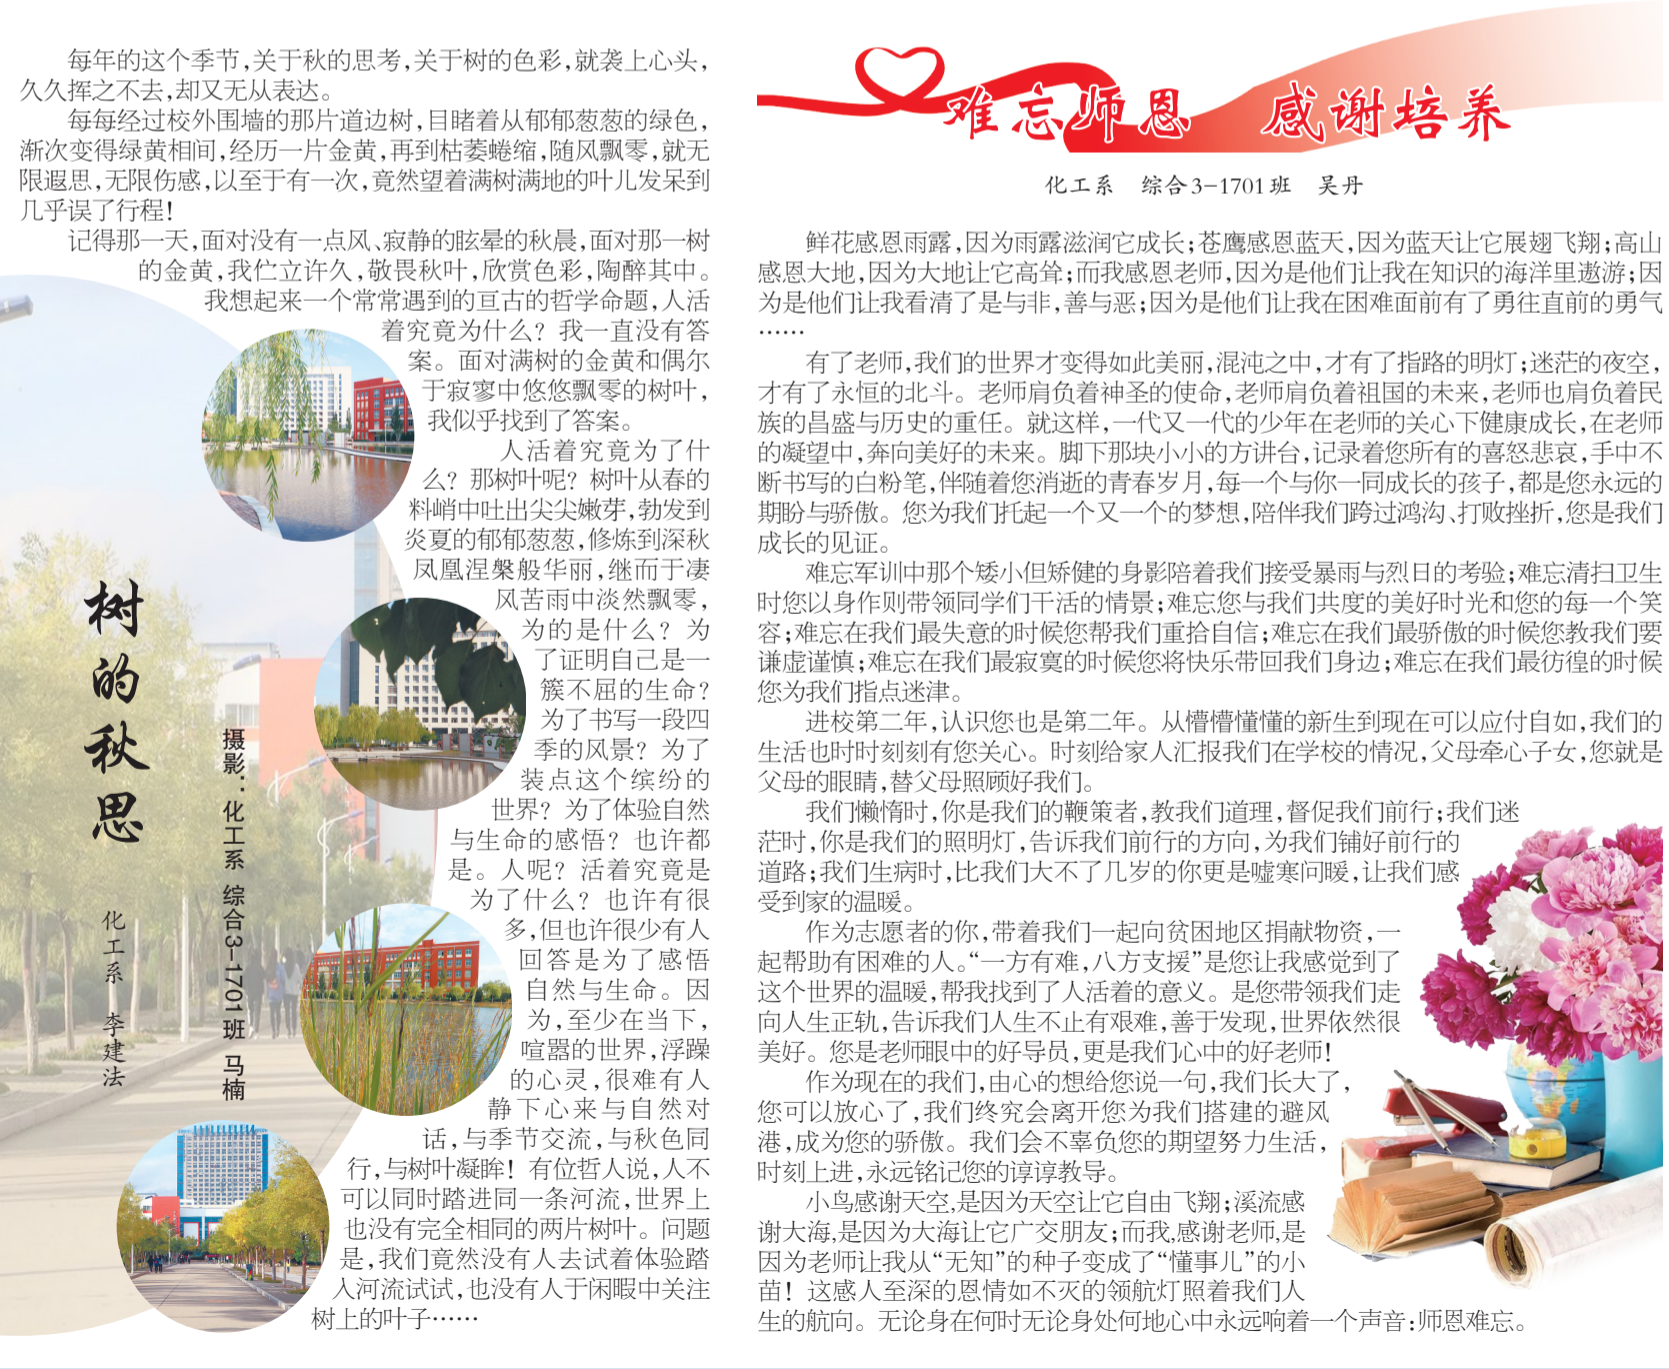 每年的这个季节,关于秋的思考,关于树的色彩,就袭上心头,
久久挥之不去,却又无从表达。
每每经过校外围墙的那片道边树,目睹着从郁郁葱葱的绿色,
渐次变得绿黄相间,经历一片金黄,再到枯萎蜷缩,随风飘零,就无
限遐思,无限伤感,以至于有一次,竟然望着满树满地的叶儿发呆到
几乎误了行程!
记得那一天,面对没有一点风、寂静的眩晕的秋晨,面对那一树
的金黄,我伫立许久,敬畏秋叶,欣赏色彩,陶醉其中。
我想起来一个常常遇到的亘古的哲学命题,人活
着究竟为什么?我一直没有答
案。面对满树的金黄和偶尔
于寂寥中悠悠飘零的树叶,
我似乎找到了答案。
人活着究竟为了什
么?那树叶呢?树叶从春的
料峭中吐出尖尖嫩芽,勃发到
炎夏的郁郁葱葱,修炼到深秋
凤凰涅槃般华丽,继而于凄
风苦雨中淡然飘零,
为的是什么?为
了证明自己是一
簇不屈的生命?
为了书写一段四
季的风景?为了
装点这个缤纷的
世界?为了体验自然
与生命的感悟?也许都
是。人呢?活着究竟是
为了什么?也许有很
多,但也许很少有人
回答是为了感悟
自然与生命。因
为,至少在当下,
喧嚣的世界,浮躁
的心灵,很难有人
静下心来与自然对
话,与季节交流,与秋色同
行,与树叶凝眸!有位哲人说,人不
可以同时踏进同一条河流,世界上
也没有完全相同的两片树叶。问题
是,我们竟然没有人去试着体验踏
入河流试试,也没有人于闲暇中关注
树上的叶子……
树的秋思
化工系 李建法
摄影:化工系 综合3-1701班 马楠
难忘师恩 感谢培养
化工系 综合3-1701班 吴丹
鲜花感恩雨露,因为雨露滋润它成长;苍鹰感恩蓝天,因为蓝天让它展翅飞翔;高山
感恩大地,因为大地让它高耸;而我感恩老师,因为是他们让我在知识的海洋里遨游;因
为是他们让我看清了是与非,善与恶;因为是他们让我在困难面前有了勇往直前的勇气
……
有了老师,我们的世界才变得如此美丽,混沌之中,才有了指路的明灯;迷茫的夜空,
才有了永恒的北斗。老师肩负着神圣的使命,老师肩负着祖国的未来,老师也肩负着民
族的昌盛与历史的重任。就这样,一代又一代的少年在老师的关心下健康成长,在老师
的凝望中,奔向美好的未来。脚下那块小小的方讲台,记录着您所有的喜怒悲哀,手中不
断书写的白粉笔,伴随着您消逝的青春岁月,每一个与你一同成长的孩子,都是您永远的
期盼与骄傲。您为我们托起一个又一个的梦想,陪伴我们跨过鸿沟、打败挫折,您是我们
成长的见证。
难忘军训中那个矮小但矫健的身影陪着我们接受暴雨与烈日的考验;难忘清扫卫生
时您以身作则带领同学们干活的情景;难忘您与我们共度的美好时光和您的每一个笑
容;难忘在我们最失意的时候您帮我们重拾自信;难忘在我们最骄傲的时候您教我们要
谦虚谨慎;难忘在我们最寂寞的时候您将快乐带回我们身边;难忘在我们最彷徨的时候
您为我们指点迷津。
进校第二年,认识您也是第二年。从懵懵懂懂的新生到现在可以应付自如,我们的
生活也时时刻刻有您关心。时刻给家人汇报我们在学校的情况,父母牵心子女,您就是
父母的眼睛,替父母照顾好我们。
我们懒惰时,你是我们的鞭策者,教我们道理,督促我们前行;我们迷
茫时,你是我们的照明灯,告诉我们前行的方向,为我们铺好前行的
道路;我们生病时,比我们大不了几岁的你更是嘘寒问暖,让我们感
受到家的温暖。
作为志愿者的你,带着我们一起向贫困地区捐献物资,一
起帮助有困难的人。“一方有难,八方支援”是您让我感觉到了
这个世界的温暖,帮我找到了人活着的意义。是您带领我们走
向人生正轨,告诉我们人生不止有艰难,善于发现,世界依然很
美好。您是老师眼中的好导员,更是我们心中的好老师!
作为现在的我们,由心的想给您说一句,我们长大了,
您可以放心了,我们终究会离开您为我们搭建的避风
港,成为您的骄傲。我们会不辜负您的期望努力生活,
时刻上进,永远铭记您的谆谆教导。
小鸟感谢天空,是因为天空让它自由飞翔;溪流感
谢大海,是因为大海让它广交朋友;而我,感谢老师,是
因为老师让我从“无知”的种子变成了“懂事儿”的小
苗!这感人至深的恩情如不灭的领航灯照着我们人
生的航向。无论身在何时无论身处何地心中永远响着一个声音:师恩难忘。